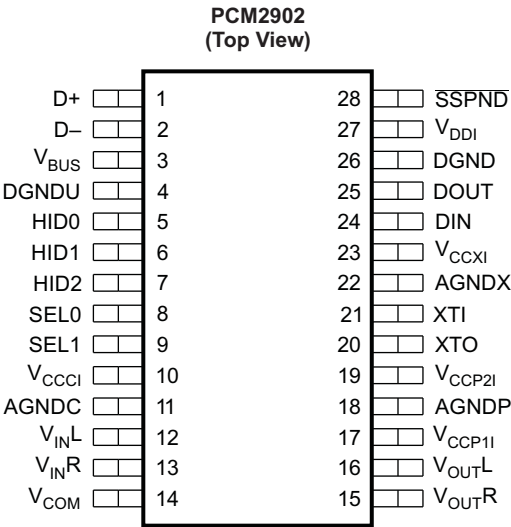 PCM2902
(Top View)
D+ 1 28 SSPND
D– 2 27 VDDI
VBUS 3 26 DGND
DGNDU 4 25 DOUT
HID0 5 24 DIN
HID1 6 23 VCCXI
HID2 7 22 AGNDX
SEL0 8 21 XTI
SEL1 9 20 XTO
VCCCI 10 19 VCCP2I
AGNDC 11 18 AGNDP
VINL 12 17 VCCP1I
VINR 13 16 VOUTL
VCOM 14 15 VOUTR